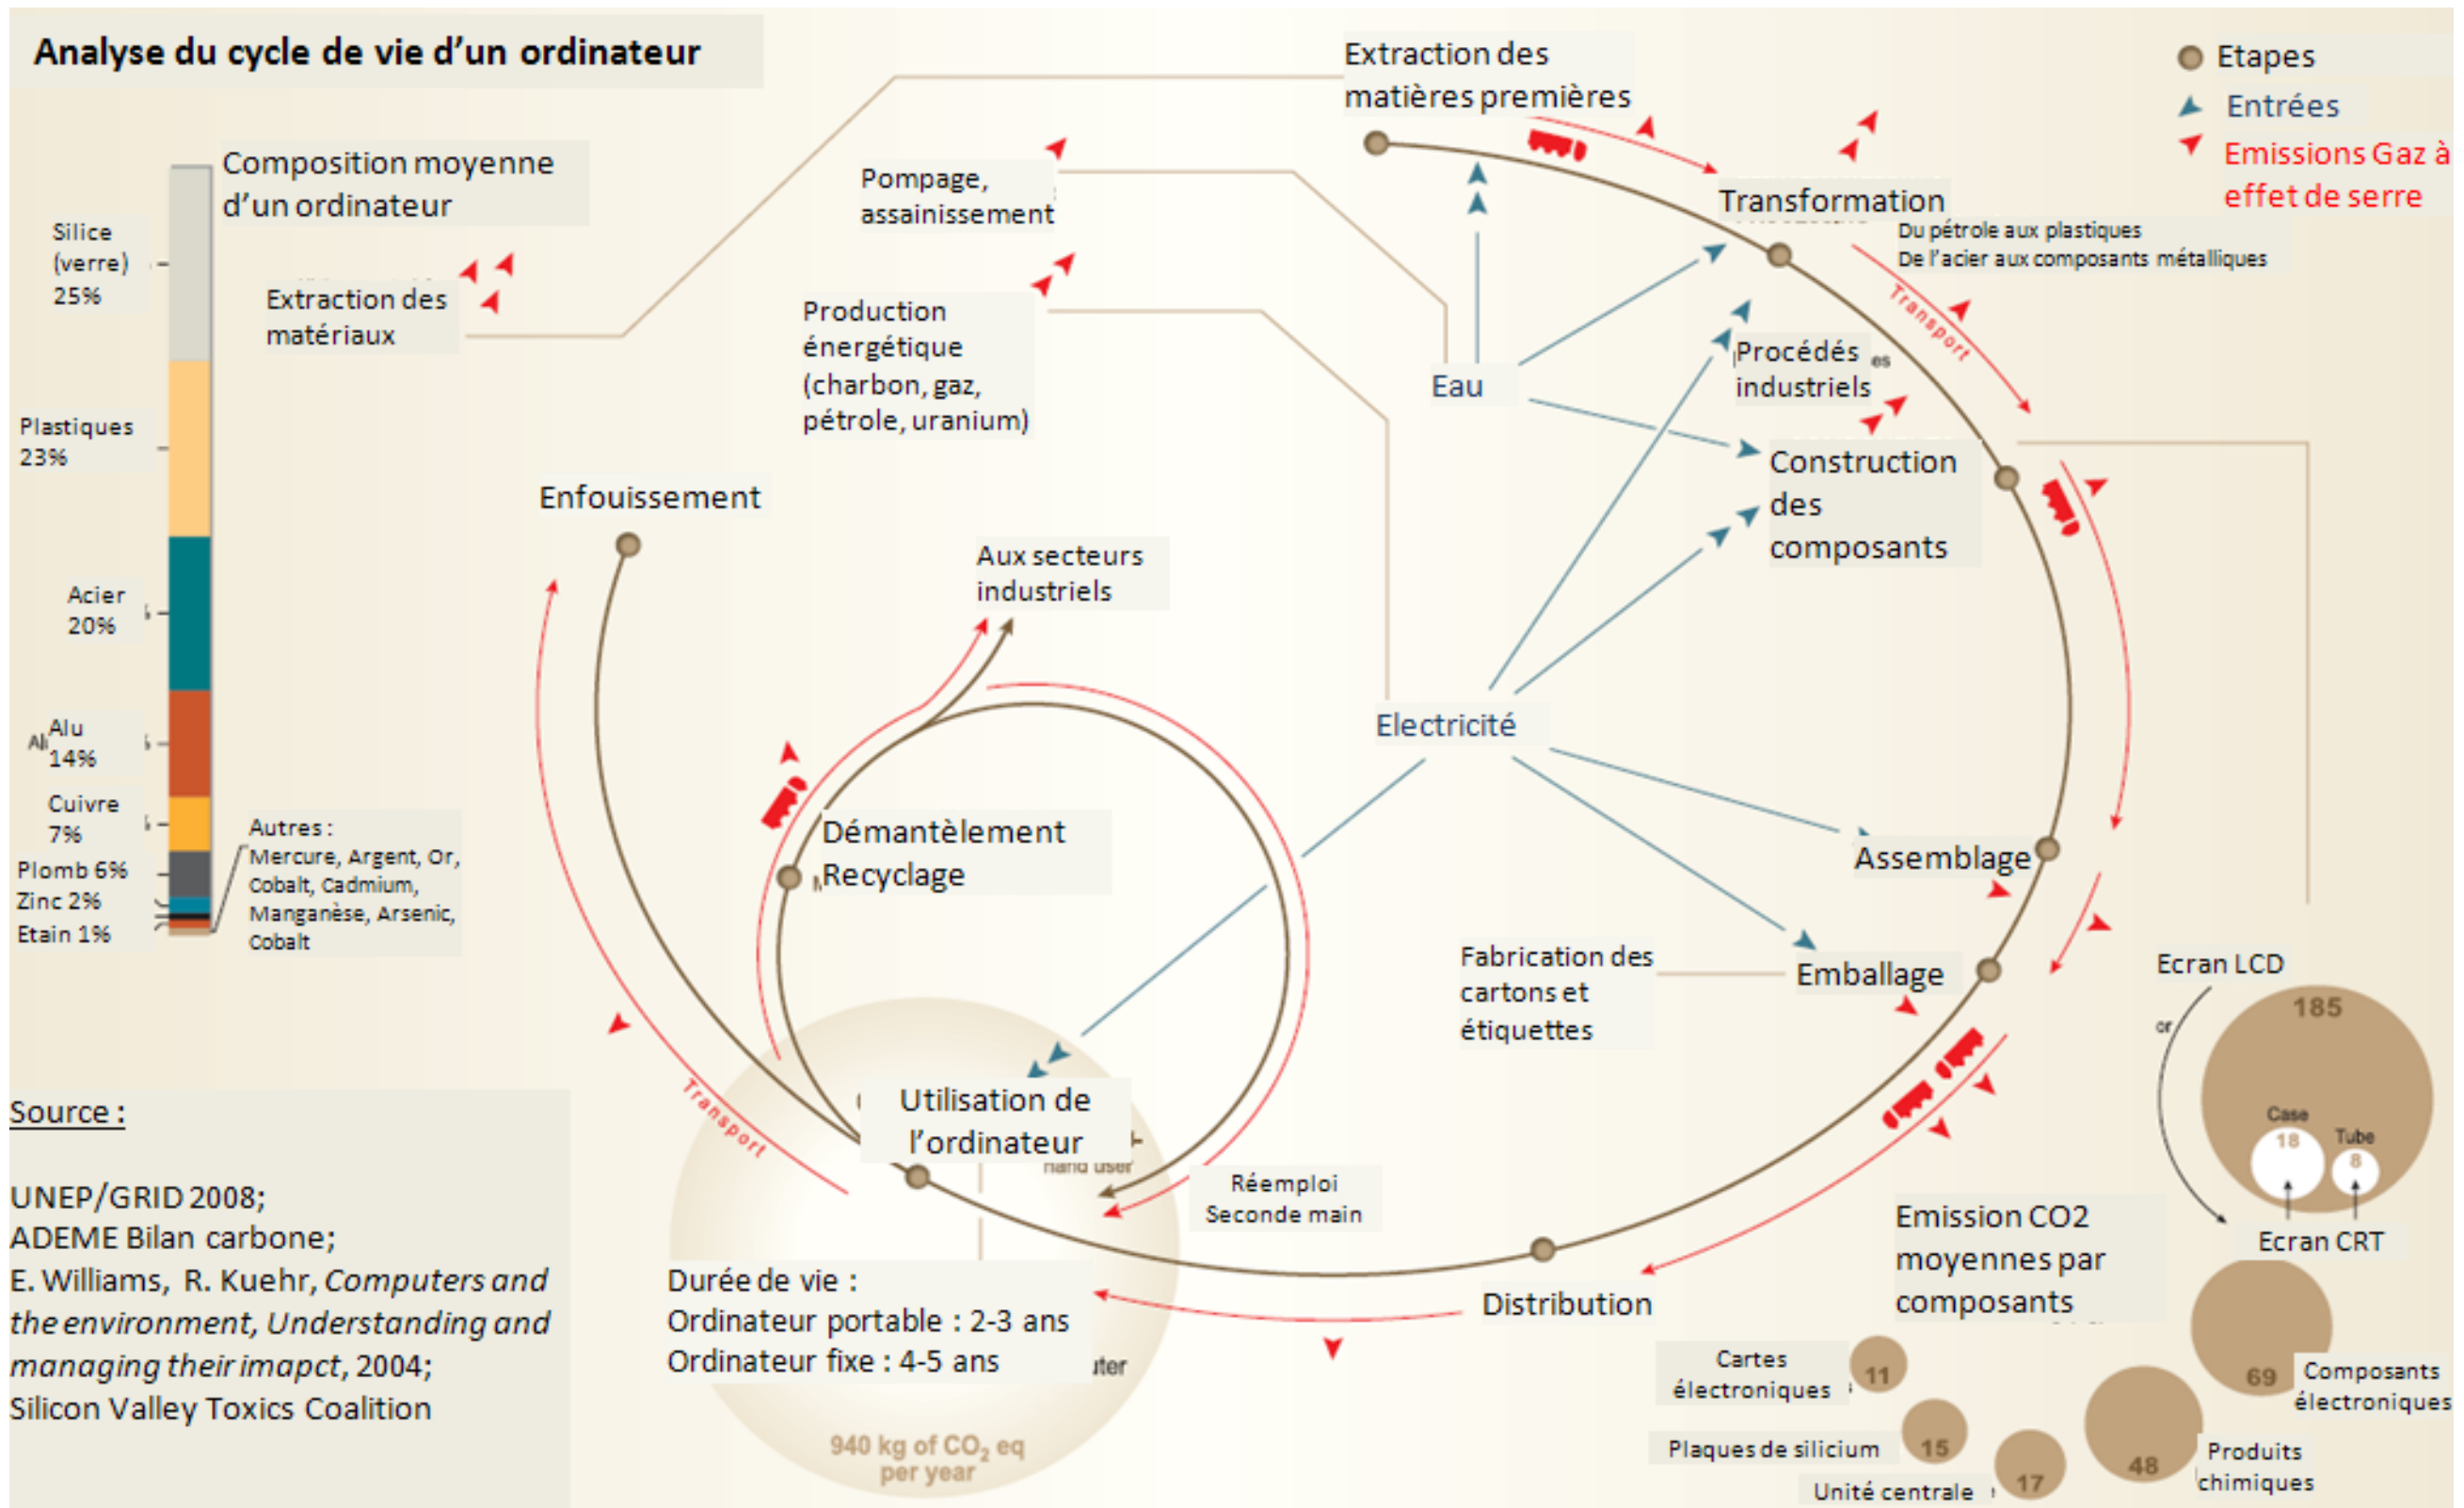 Analyse du cycle de vie d'un ordinateur
Composition moyenne
d'un ordinateur
Silice
(verre)
25%
Plastiques
23%
Acier
20%
Alu
14%
Cuivre
7%
Plomb 6%
Zinc 2%
Etain 1%
Autres :
Mercure, Argent, Or,
Cobalt, Cadmium,
Manganèse, Arsenic,
Cobalt
Extraction des
matériaux
Pompage,
assainissement
Production
énergétique
(charbon, gaz,
pétrole, uranium)
Extraction des
matières premières
Etapes
Entrées
Emissions Gaz à
effet de serre
Transformation
Du pétrole aux plastiques
De l'acier aux composants métalliques
Transport
Procédés
industriels
Eau
Construction
des
composants
Enfouissement
Aux secteurs
industriels
Electricité
Démantèlement
Recyclage
Assemblage
Fabrication des
cartons et
étiquettes
Emballage
Transport
Utilisation de
l'ordinateur
hand user
Réemploi
Seconde main
Durée de vie :
Ordinateur portable : 2-3 ans
Ordinateur fixe : 4-5 ans
940 kg of CO2 eq
per year
Distribution
Emission CO2
moyennes par
composants
Ecran LCD
185
or
Case
18
Tube
8
Ecran CRT
69
Composants
électroniques
48
Produits
chimiques
17
Unité centrale
15
Plaques de silicium
11
Cartes
électroniques
Source :
UNEP/GRID 2008;
ADEME Bilan carbone;
E. Williams, R. Kuehr, Computers and
the environment, Understanding and
managing their imapct, 2004;
Silicon Valley Toxics Coalition